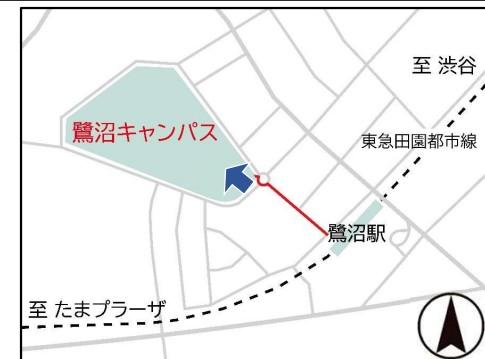 至 渋谷
鷺沼キャンパス
東急田園都市線
鷺沼駅
至 たまプラーザ